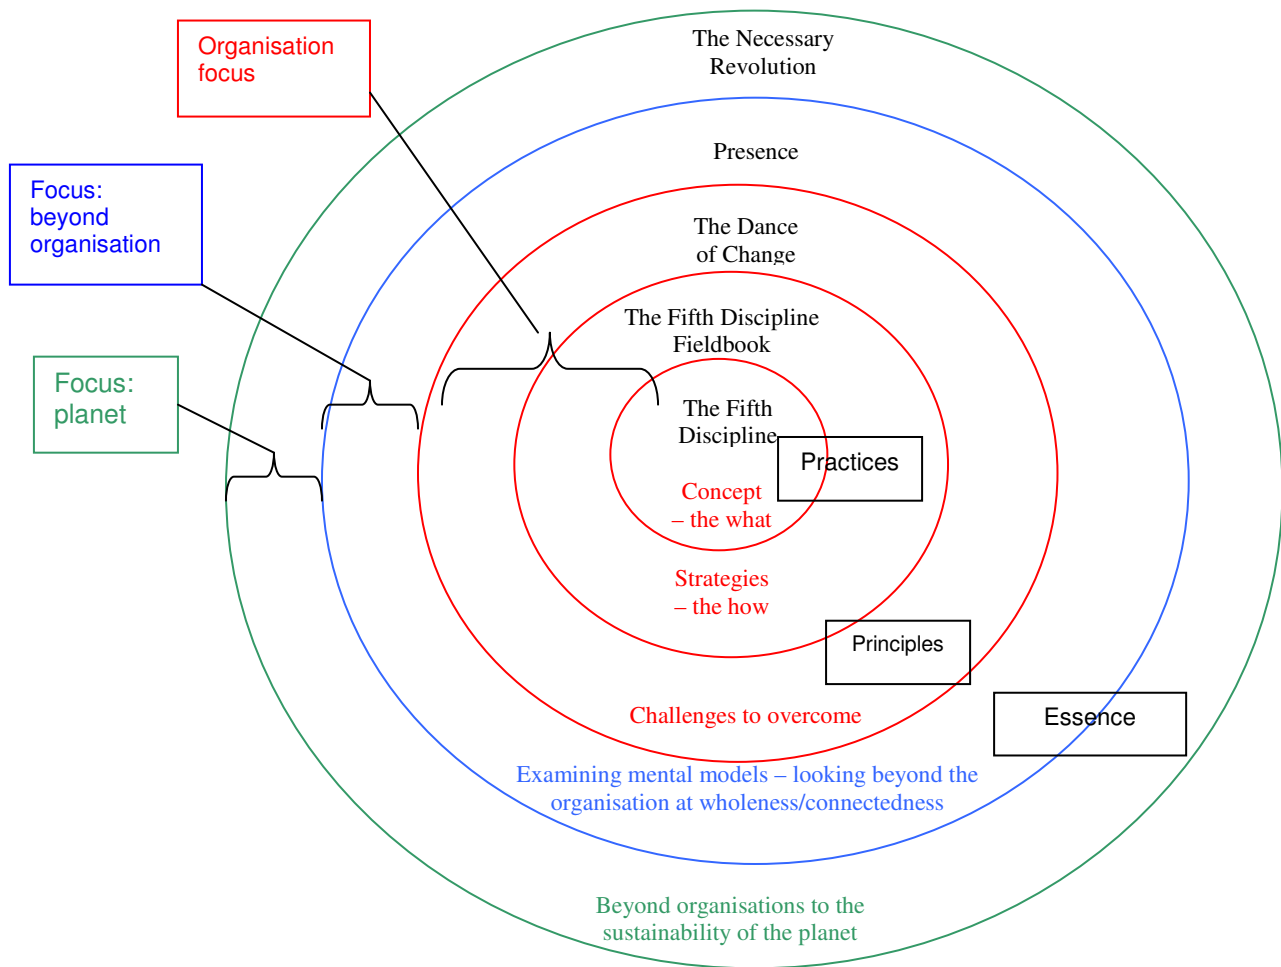 The Necessary
Revolution
Organisation
focus
Presence
Focus:
beyond
organisation
The Dance
of Change
The Fifth Discipline
Fieldbook
Focus:
planet
The Fifth
Discipline
Practices
Concept
– the what
Strategies
– the how
Principles
Challenges to overcome
Essence
Examining mental models – looking beyond the
organisation at wholeness/connectedness
Beyond organisations to the
sustainability of the planet